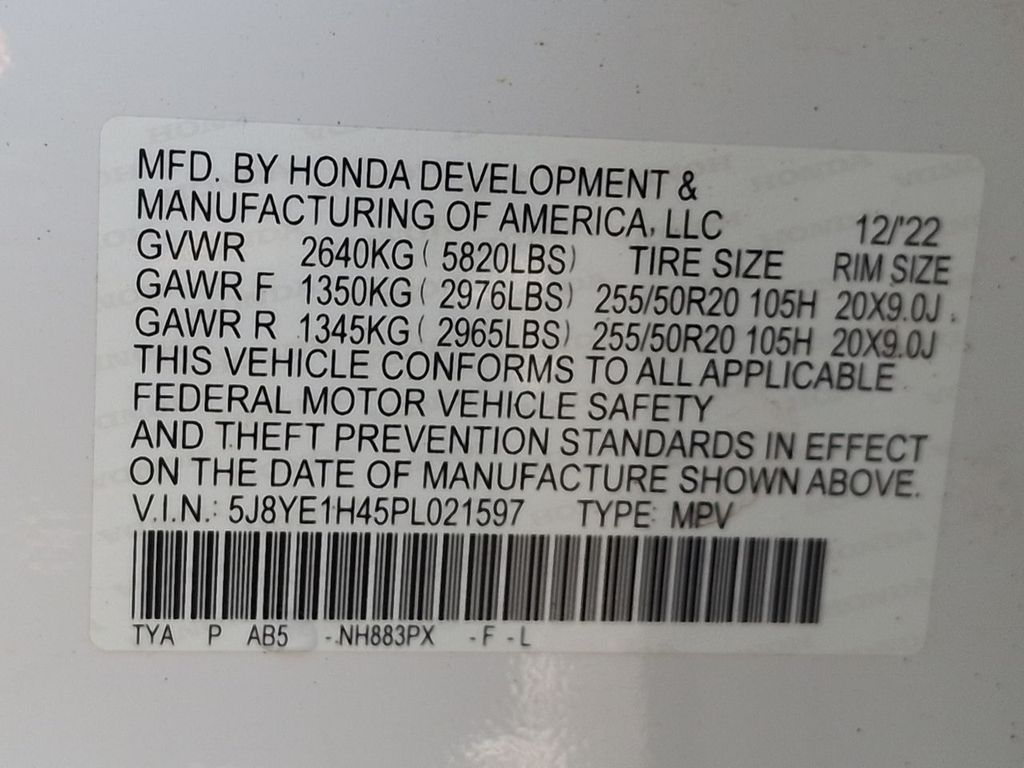 MFD. BY HONDA DEVELOPMENT &
MANUFACTURING OF AMERICA, LLC 12/'22
GVWR 2640KG ( 5820LBS) TIRE SIZE RIM SIZE
GAWR F 1350KG ( 2976LBS) 255/50R20 105H 20X9.0J
GAWR R 1345KG ( 2965LBS) 255/50R20 105H 20X9.0J
THIS VEHICLE CONFORMS TO ALL APPLICABLE
FEDERAL MOTOR VEHICLE SAFETY
AND THEFT PREVENTION STANDARDS IN EFFECT
ON THE DATE OF MANUFACTURE SHOWN ABOVE.
V.I.N.: 5J8YE1H45PL021597 TYPE: MPV
TYA P AB5 -NH883PX -F-L